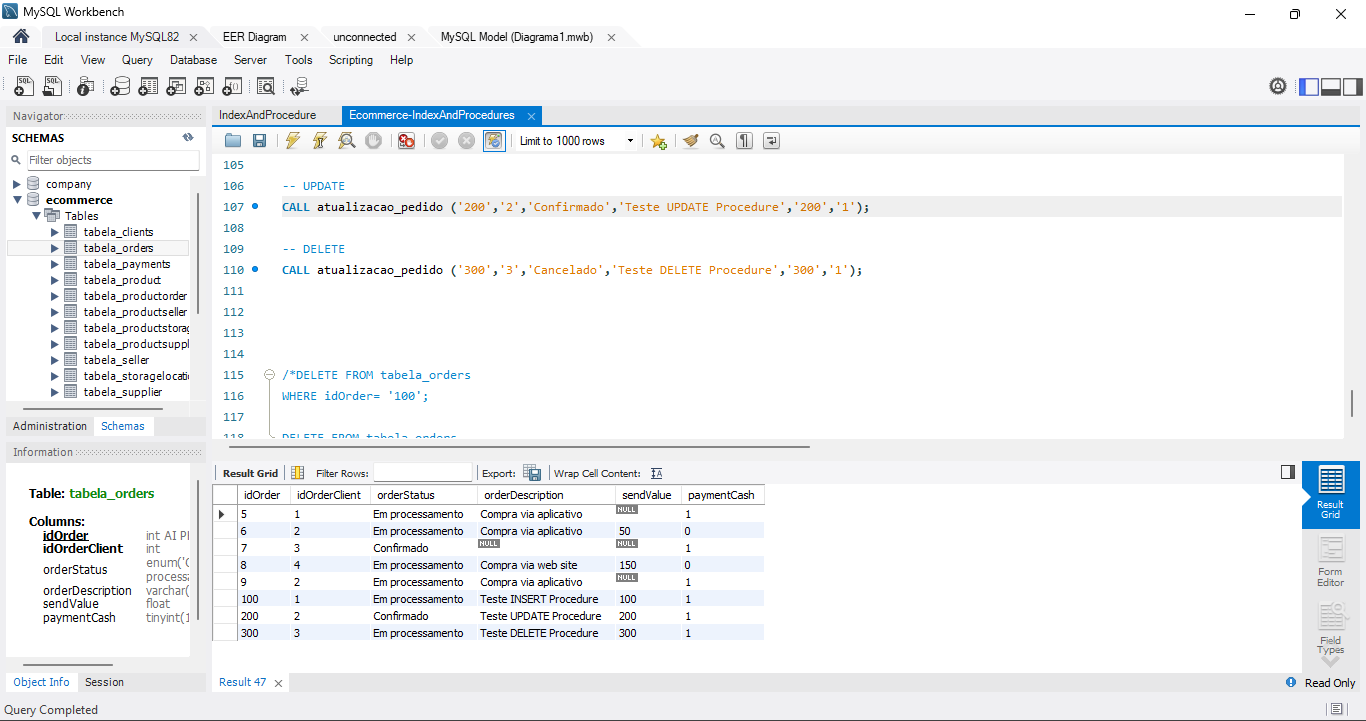 MySQL Workbench
Local instance MySQL82 EER Diagram unconnected MySQL Model (Diagrama1.mwb)
File Edit View Query Database Server Tools Scripting Help
Navigator
SCHEMAS
Filter objects
company
ecommerce
Tables
tabela_clients
tabela_orders
tabela_payments
tabela_product
tabela_productorder
tabela_productseller
tabela_productstorag
tabela_productsuppl
tabela_seller
tabela_storagelocati
tabela_supplier
Administration Schemas
Information
Table: tabela_orders
Columns:
idOrder int AI P
idOrderClient int
orderStatus enum('C
process
orderDescription varchar(
sendValue float
paymentCash tinyint(1
Object Info Session
Query Completed
IndexAndProcedure Ecommerce-IndexAndProcedures
Limit to 1000 rows
105
106 -- UPDATE
107 CALL atualizacao_pedido ('200','2','Confirmado','Teste UPDATE Procedure','200','1');
108
109 -- DELETE
110 CALL atualizacao_pedido ('300','3','Cancelado','Teste DELETE Procedure','300','1');
111
112
113
114
115 /*DELETE FROM tabela_orders
116 WHERE idOrder= '100';
117
118 DELETE FROM tabela_orders
Result Grid Filter Rows: Export: Wrap Cell Content:
idOrder idOrderClient orderStatus orderDescription sendValue paymentCash
5 1 Em processamento Compra via aplicativo NULL 1
6 2 Em processamento Compra via aplicativo 50 0
7 3 Confirmado NULL NULL 1
8 4 Em processamento Compra via web site 150 0
9 2 Em processamento Compra via aplicativo NULL 1
100 1 Em processamento Teste INSERT Procedure 100 1
200 2 Confirmado Teste UPDATE Procedure 200 1
300 3 Em processamento Teste DELETE Procedure 300 1
Result
Grid
Form
Editor
Field
Types
Result 47
Read Only